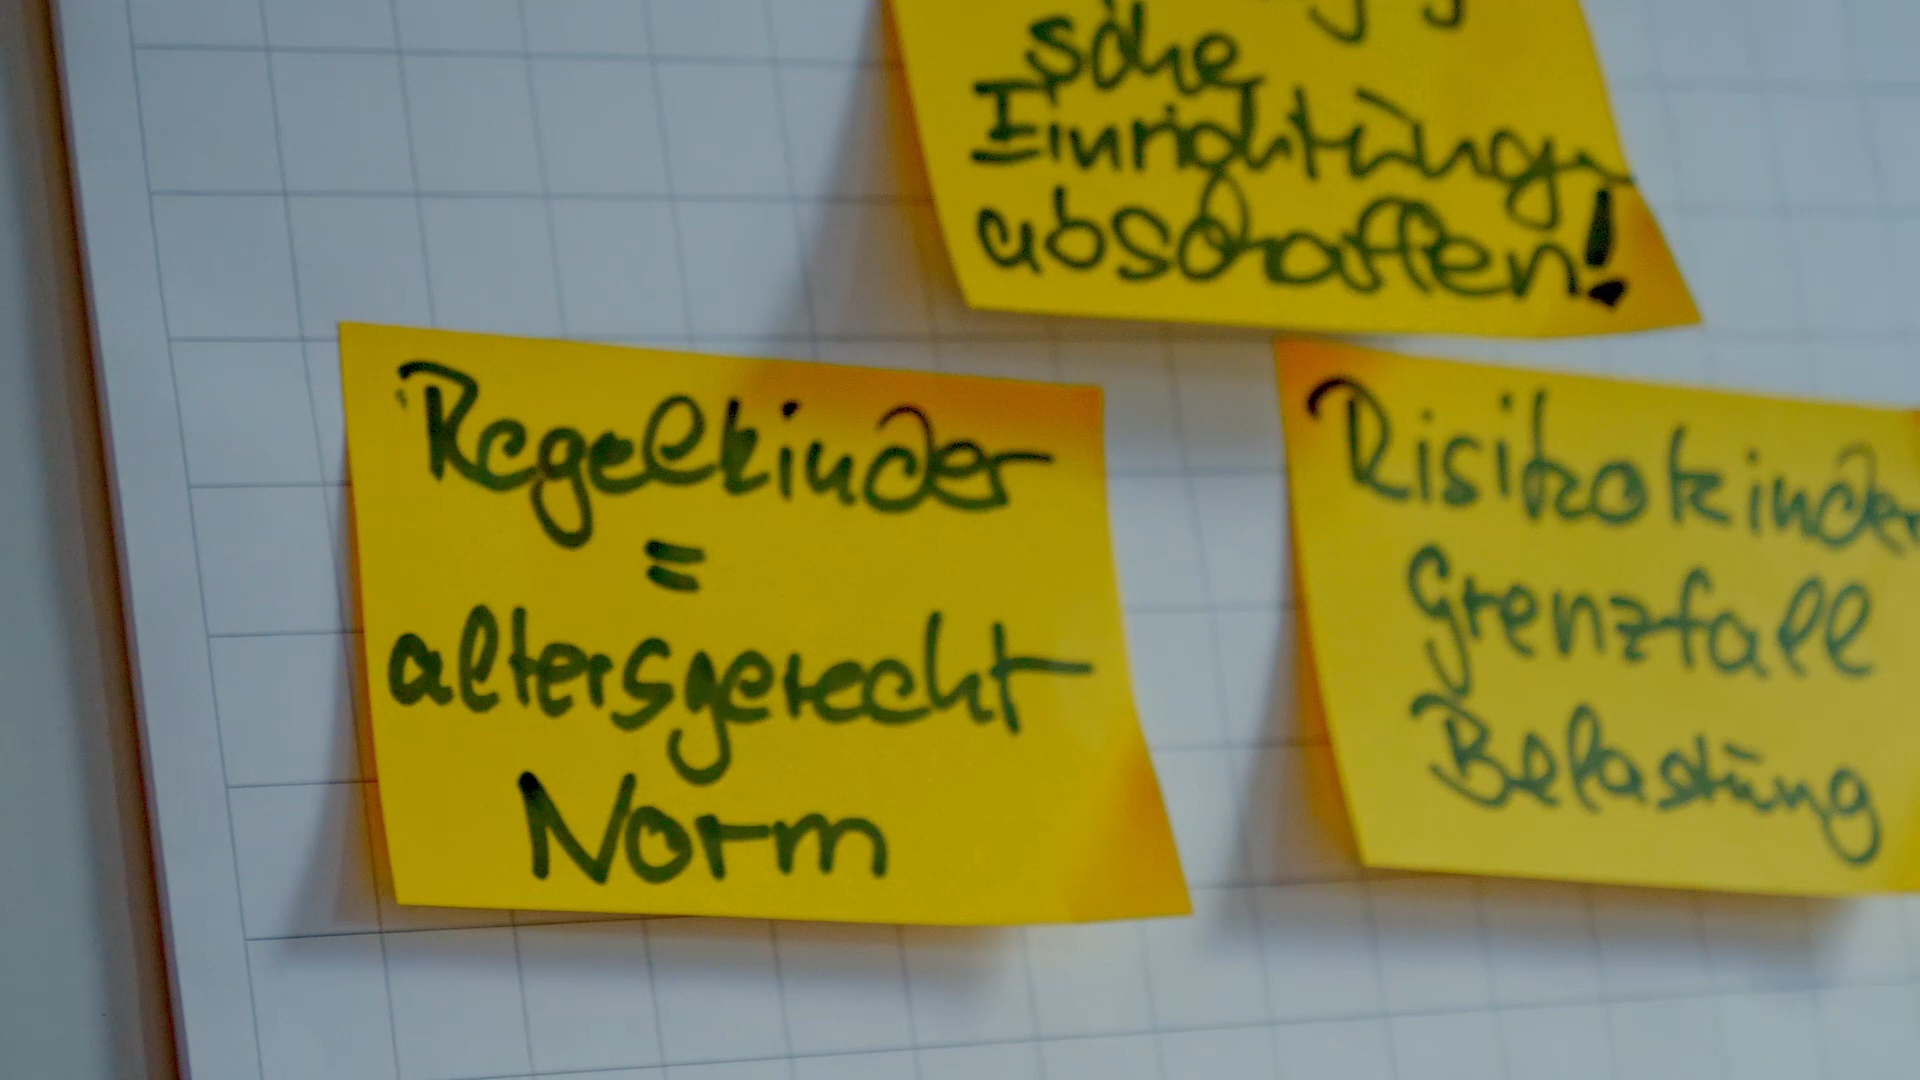 sche
Einrichtungen
abschaffen!
Regelkinder
=
altersgerecht
Norm
Risikokinder
Grenzfall
Belastung